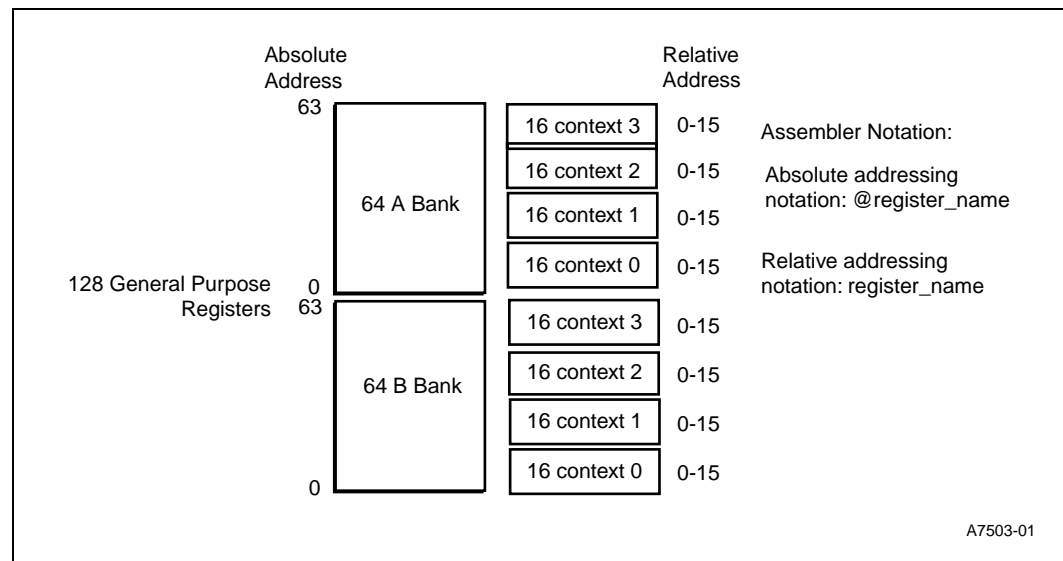 Absolute
Address
Relative
Address
63
16 context 3
0-15
Assembler Notation:
16 context 2
0-15
Absolute addressing
notation: @register_name
64 A Bank
16 context 1
0-15
16 context 0
0-15
Relative addressing
notation: register_name
128 General Purpose
Registers
0
63
16 context 3
0-15
64 B Bank
16 context 2
0-15
16 context 1
0-15
16 context 0
0-15
0
A7503-01